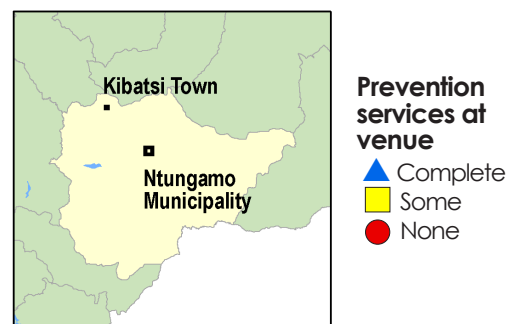 Kibatsi Town
Ntungamo
Municipality
Prevention
services at
venue
Complete
Some
None